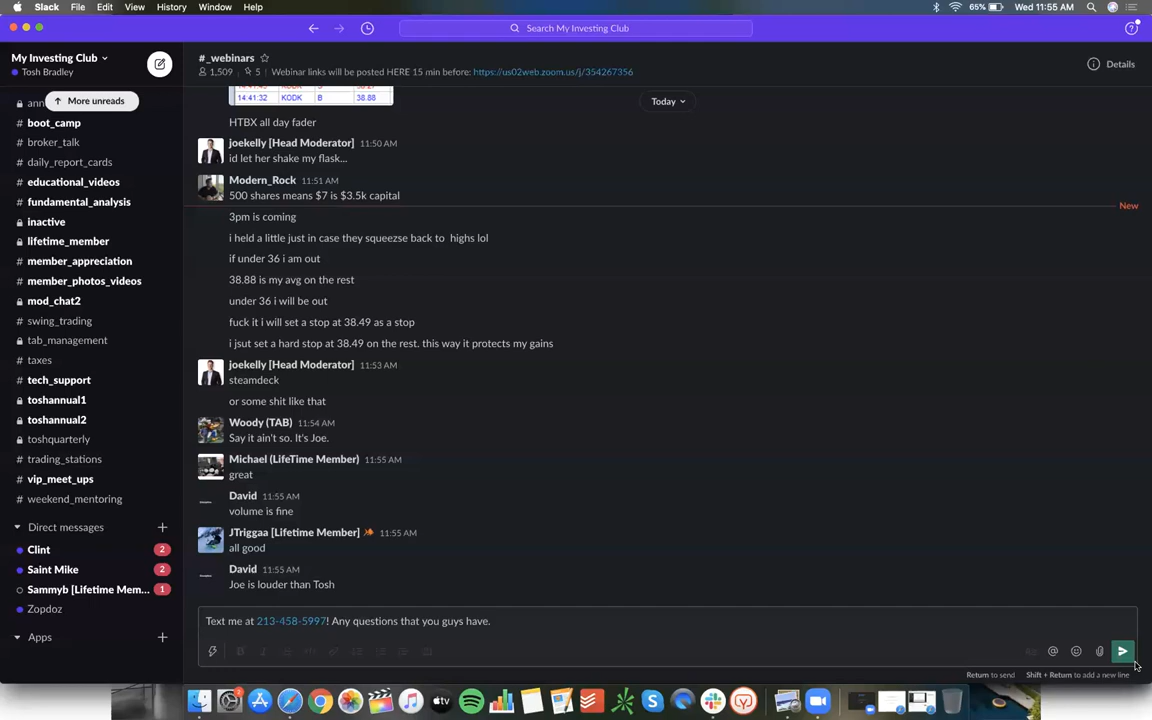 Slack File Edit View History Window Help 65% Wed 11:55 AM
Search My Investing Club
My Investing Club
Tosh Bradley
More unreads
# boot_camp
# broker_talk
# daily_report_cards
# educational_videos
# fundamental_analysis
inactive
lifetime_member
# member_appreciation
# member_photos_videos
mod_chat2
# swing_trading
tab_management
# taxes
# tech_support
toshannual1
toshannual2
toshquarterly
# trading_stations
# vip_meet_ups
# weekend_mentoring
Direct messages
Clint 2
Saint Mike 2
Sammyb [Lifetime Mem... 1
Zopdoz
Apps
#_webinars
1,509 5 Webinar links will be posted HERE 15 min before: https://us02web.zoom.us/j/354267356
Details
Today
14:41:32 KODK B 38.88
HTBX all day fader
joekelly [Head Moderator] 11:50 AM
id let her shake my flask...
Modern_Rock 11:51 AM
500 shares means $7 is $3.5k capital
New
3pm is coming
i held a little just in case they squeezse back to highs lol
if under 36 i am out
38.88 is my avg on the rest
under 36 i will be out
fuck it i will set a stop at 38.49 as a stop
i jsut set a hard stop at 38.49 on the rest. this way it protects my gains
joekelly [Head Moderator] 11:53 AM
steamdeck
or some shit like that
Woody (TAB) 11:54 AM
Say it ain't so. It's Joe.
Michael (LifeTime Member) 11:55 AM
great
David 11:55 AM
volume is fine
JTriggaa [Lifetime Member] 11:55 AM
all good
David 11:55 AM
Joe is louder than Tosh
Text me at 213-458-5997! Any questions that you guys have.
Return to send Shift + Return to add a new line